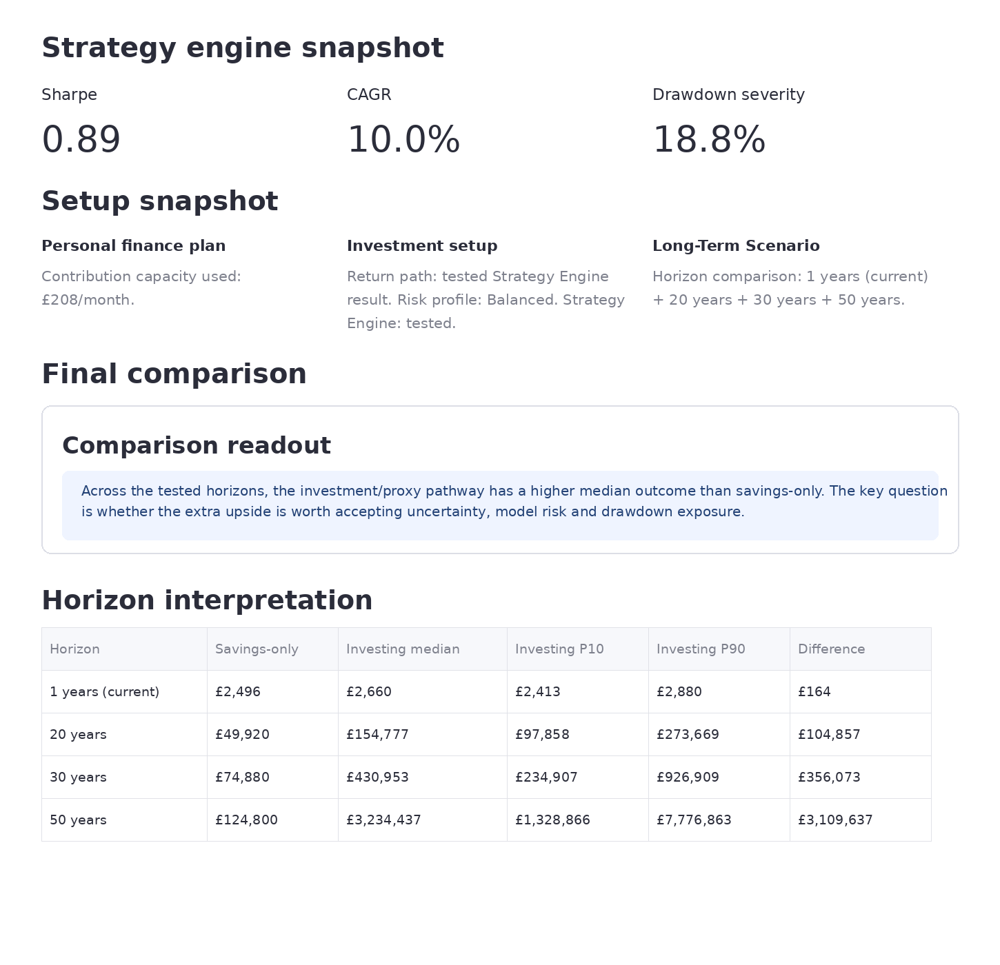 Strategy engine snapshot
Sharpe
CAGR
Drawdown severity
0.89
10.0%
18.8%
Setup snapshot
Personal finance plan
Contribution capacity used:
£208/month.
Investment setup
Return path: tested Strategy Engine
result. Risk profile: Balanced. Strategy
Engine: tested.
Long-Term Scenario
Horizon comparison: 1 years (current)
+ 20 years + 30 years + 50 years.
Final comparison
Comparison readout
Across the tested horizons, the investment/proxy pathway has a higher median outcome than savings-only. The key question
is whether the extra upside is worth accepting uncertainty, model risk and drawdown exposure.
Horizon interpretation
Horizon Savings-only Investing median Investing P10 Investing P90 Difference
1 years (current) £2,496 £2,660 £2,413 £2,880 £164
20 years £49,920 £154,777 £97,858 £273,669 £104,857
30 years £74,880 £430,953 £234,907 £926,909 £356,073
50 years £124,800 £3,234,437 £1,328,866 £7,776,863 £3,109,637